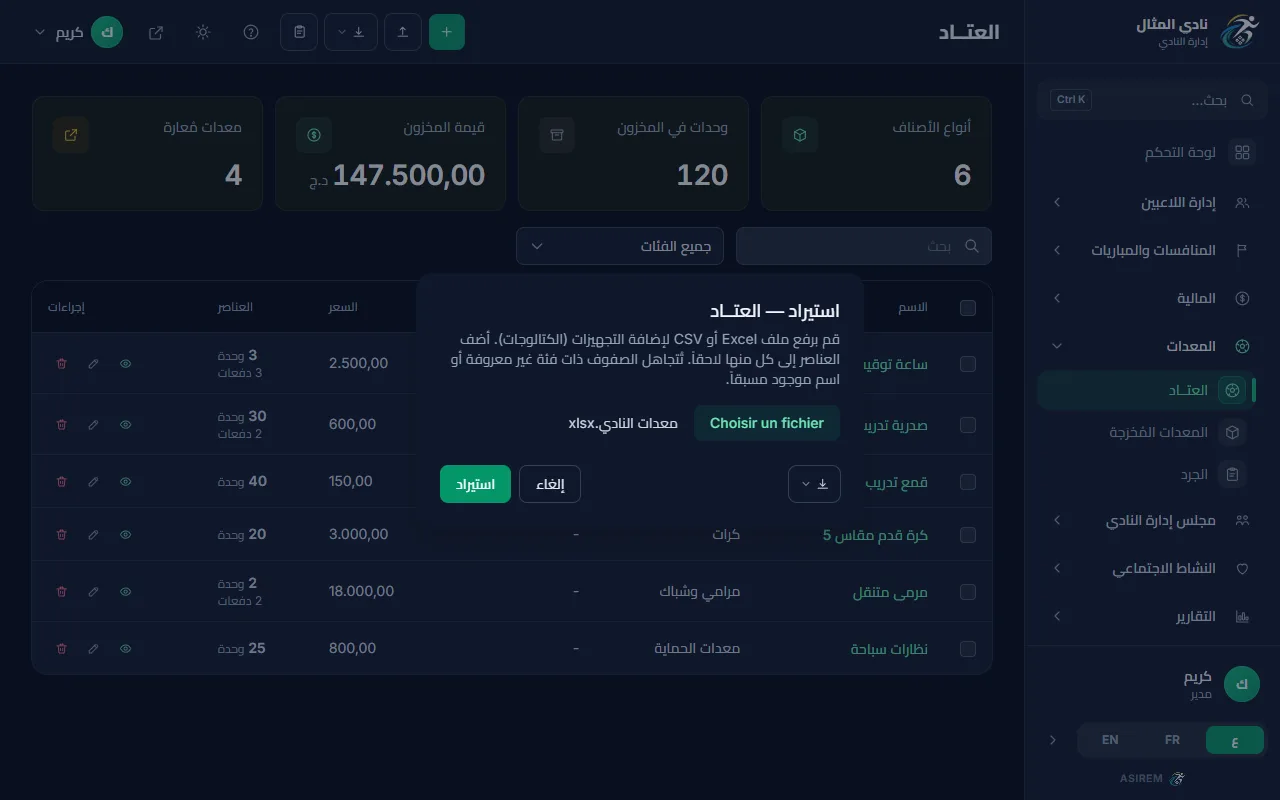 نادي المثال
إدارة النادي
العتــاد
كريم
ك
بحث...
Ctrl K
لوحة التحكم
إدارة اللاعبين
المنافسات والمباريات
المالية
المعدات
العتــاد
المعدات المُخرجة
الجرد
مجلس إدارة النادي
النشاط الاجتماعي
التقارير
ك
كريم
مدير
ع
FR
EN
ASIREM
أنواع الأصناف
6
وحدات في المخزون
120
قيمة المخزون
147.500,00 د.ج
معدات مُعارة
4
بحث
جميع الفئات
الاسم
السعر
العناصر
إجراءات
2.500,00
3 وحدة
3 دفعات
600,00
30 وحدة
2 دفعات
قمع تدريب
150,00
40 وحدة
كرة قدم مقاس 5
كرات
-
3.000,00
20 وحدة
مرمى متنقل
مرامي وشباك
-
18.000,00
2 وحدة
2 دفعات
نظارات سباحة
معدات الحماية
-
800,00
25 وحدة
استيراد — العتــاد
قم برفع ملف Excel أو CSV لإضافة التجهيزات (الكتالوجات). أضف
العناصر إلى كل منها لاحقاً. تُتجاهل الصفوف ذات فئة غير معروفة أو
اسم موجود مسبقاً.
Choisir un fichier
معدات النادي.xlsx
إلغاء
استيراد